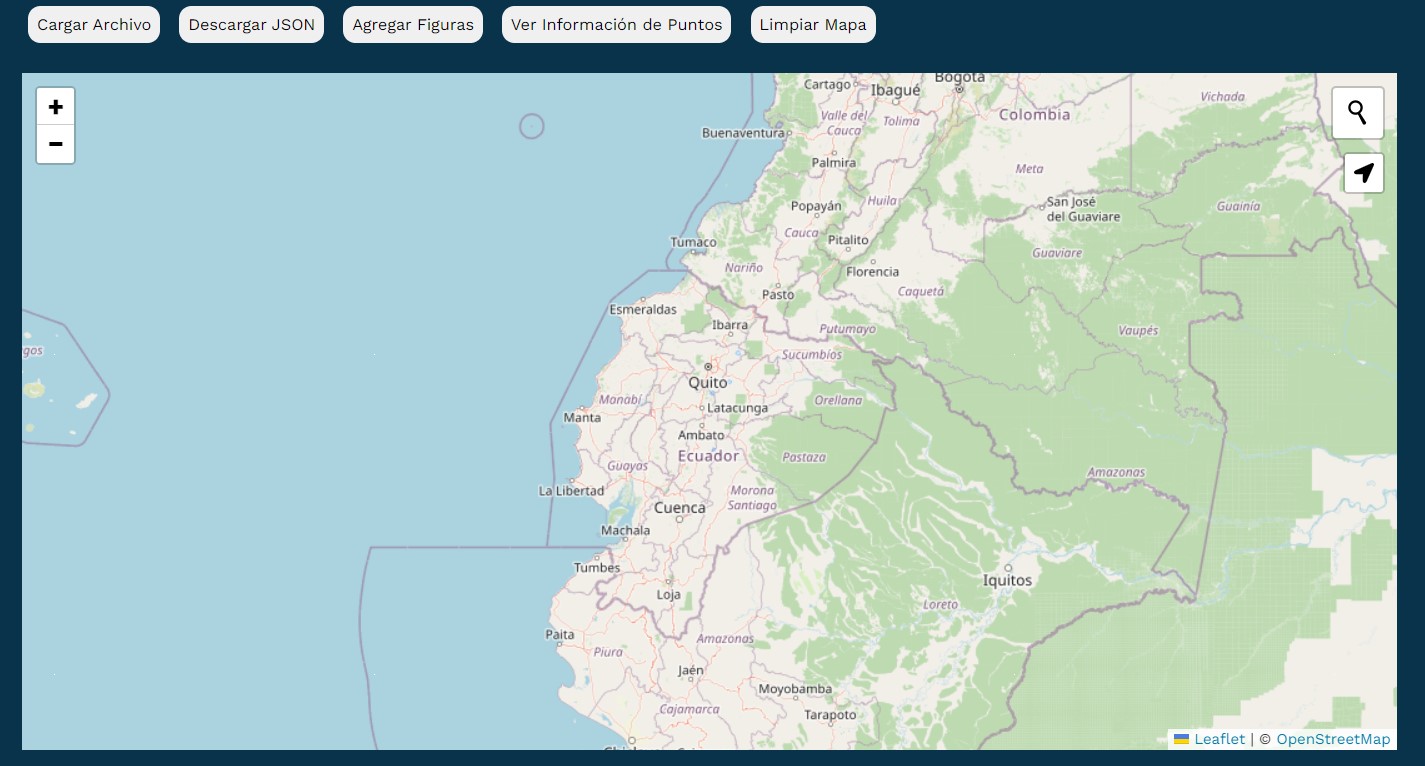 Cargar Archivo
Descargar JSON
Agregar Figuras
Ver Información de Puntos
Limpiar Mapa
+
−
Bogotá
Cartago
Ibagué
Vichada
Valle del
Cauca
Tolima
Colombia
Buenaventura
Palmira
Meta
Popayán
Huila
San José
del Guaviare
Guainía
Cauca
Pitalito
Tumaco
Guaviare
Nariño
Florencia
Pasto
Caquetá
Esmeraldas
Ibarra
Putumayo
Vaupés
gos
Sucumbíos
Quito
Manabí
Orellana
Latacunga
Manta
Ambato
Ecuador
Pastaza
Guayas
Amazonas
La Libertad
Morona
Santiago
Cuenca
Machala
Tumbes
Iquitos
Loja
Loreto
Paita
Amazonas
Piura
Jaén
Moyobamba
Cajamarca
Tarapoto
Leaflet | © OpenStreetMap